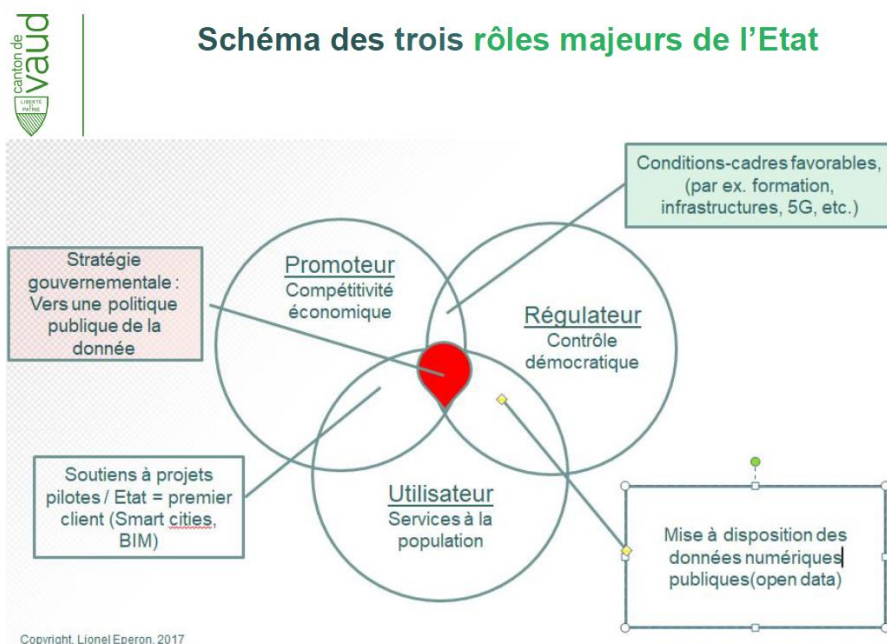 canton de
vaud
LIBERTÉ
ET
PATRIE
Schéma des trois rôles majeurs de l'Etat
Conditions-cadres favorables,
(par ex. formation,
infrastructures, 5G, etc.)
Stratégie
gouvernementale :
Vers une politique
publique de la
donnée
Promoteur
Compétitivité
économique
Régulateur
Contrôle
démocratique
Soutiens à projets
pilotes / Etat = premier
client (Smart cities,
BIM)
Utilisateur
Services à la
population
Mise à disposition des
données numériques
publiques(open data)
Copyright, Lionel Eperon, 2017